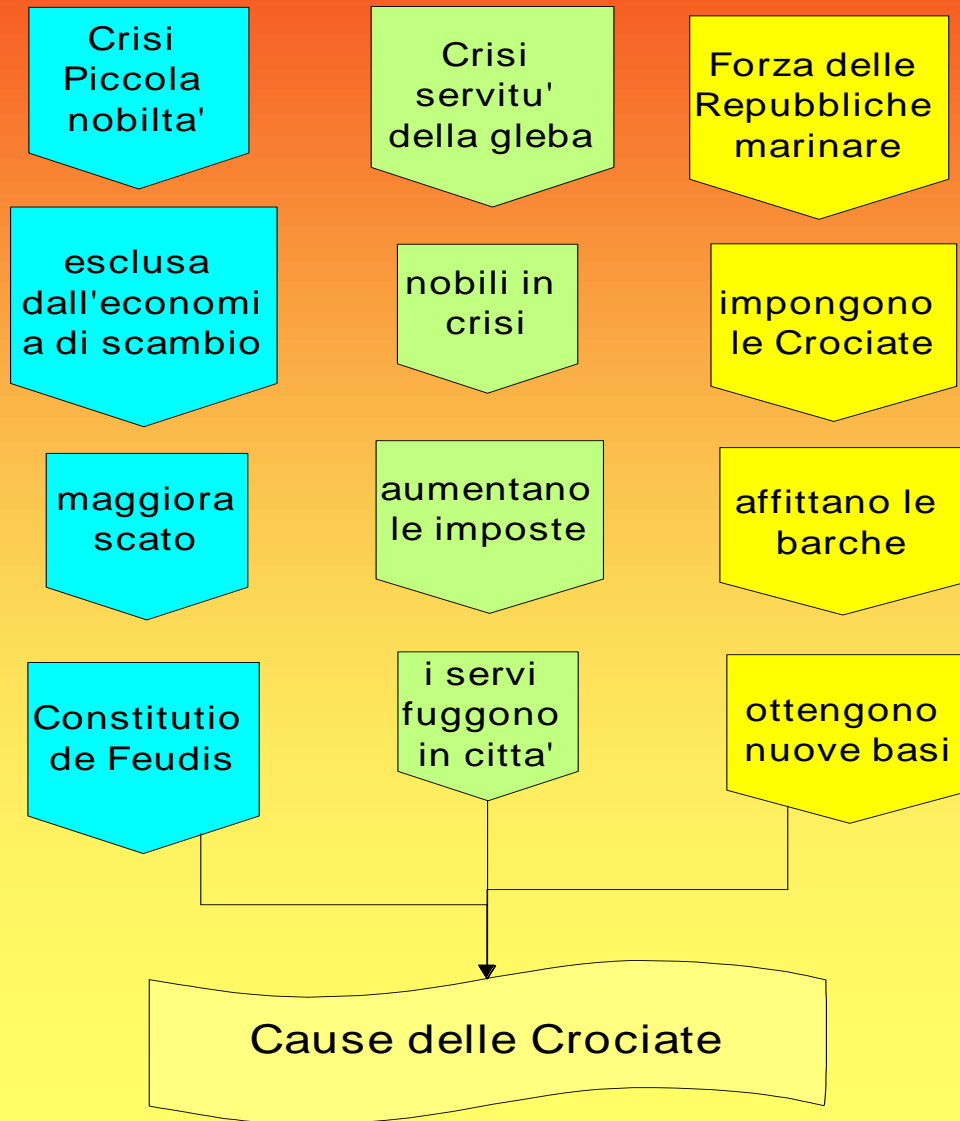 Crisi
Piccola
nobilta'
esclusa
dall'economi
a di scambio
maggiora
scato
Constitutio
de Feudis
Crisi
servitu'
della gleba
nobili in
crisi
aumentano
le imposte
i servi
fuggono
in citta'
Forza delle
Repubbliche
marinare
impongono
le Crociate
affittano le
barche
ottengono
nuove basi
Cause delle Crociate